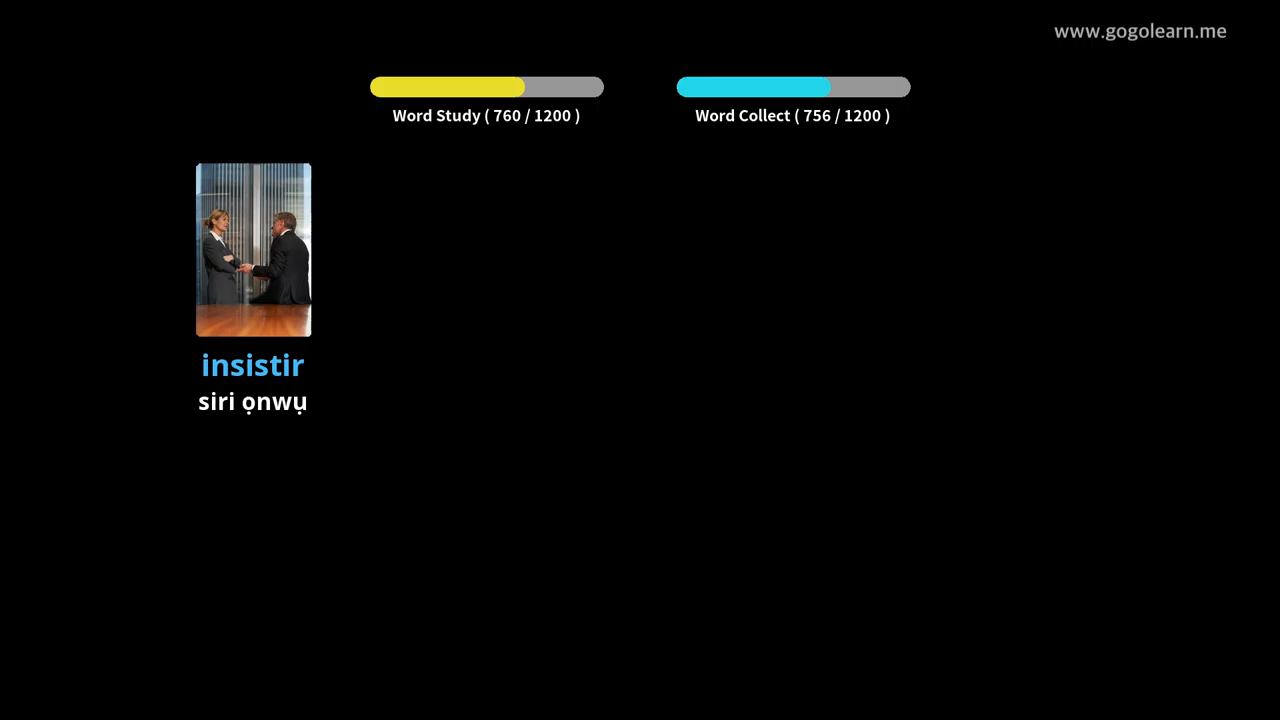 www.gogolearn.me
Word Study ( 760 / 1200 )
Word Collect ( 756 / 1200 )
insistir
siri ọnwụ